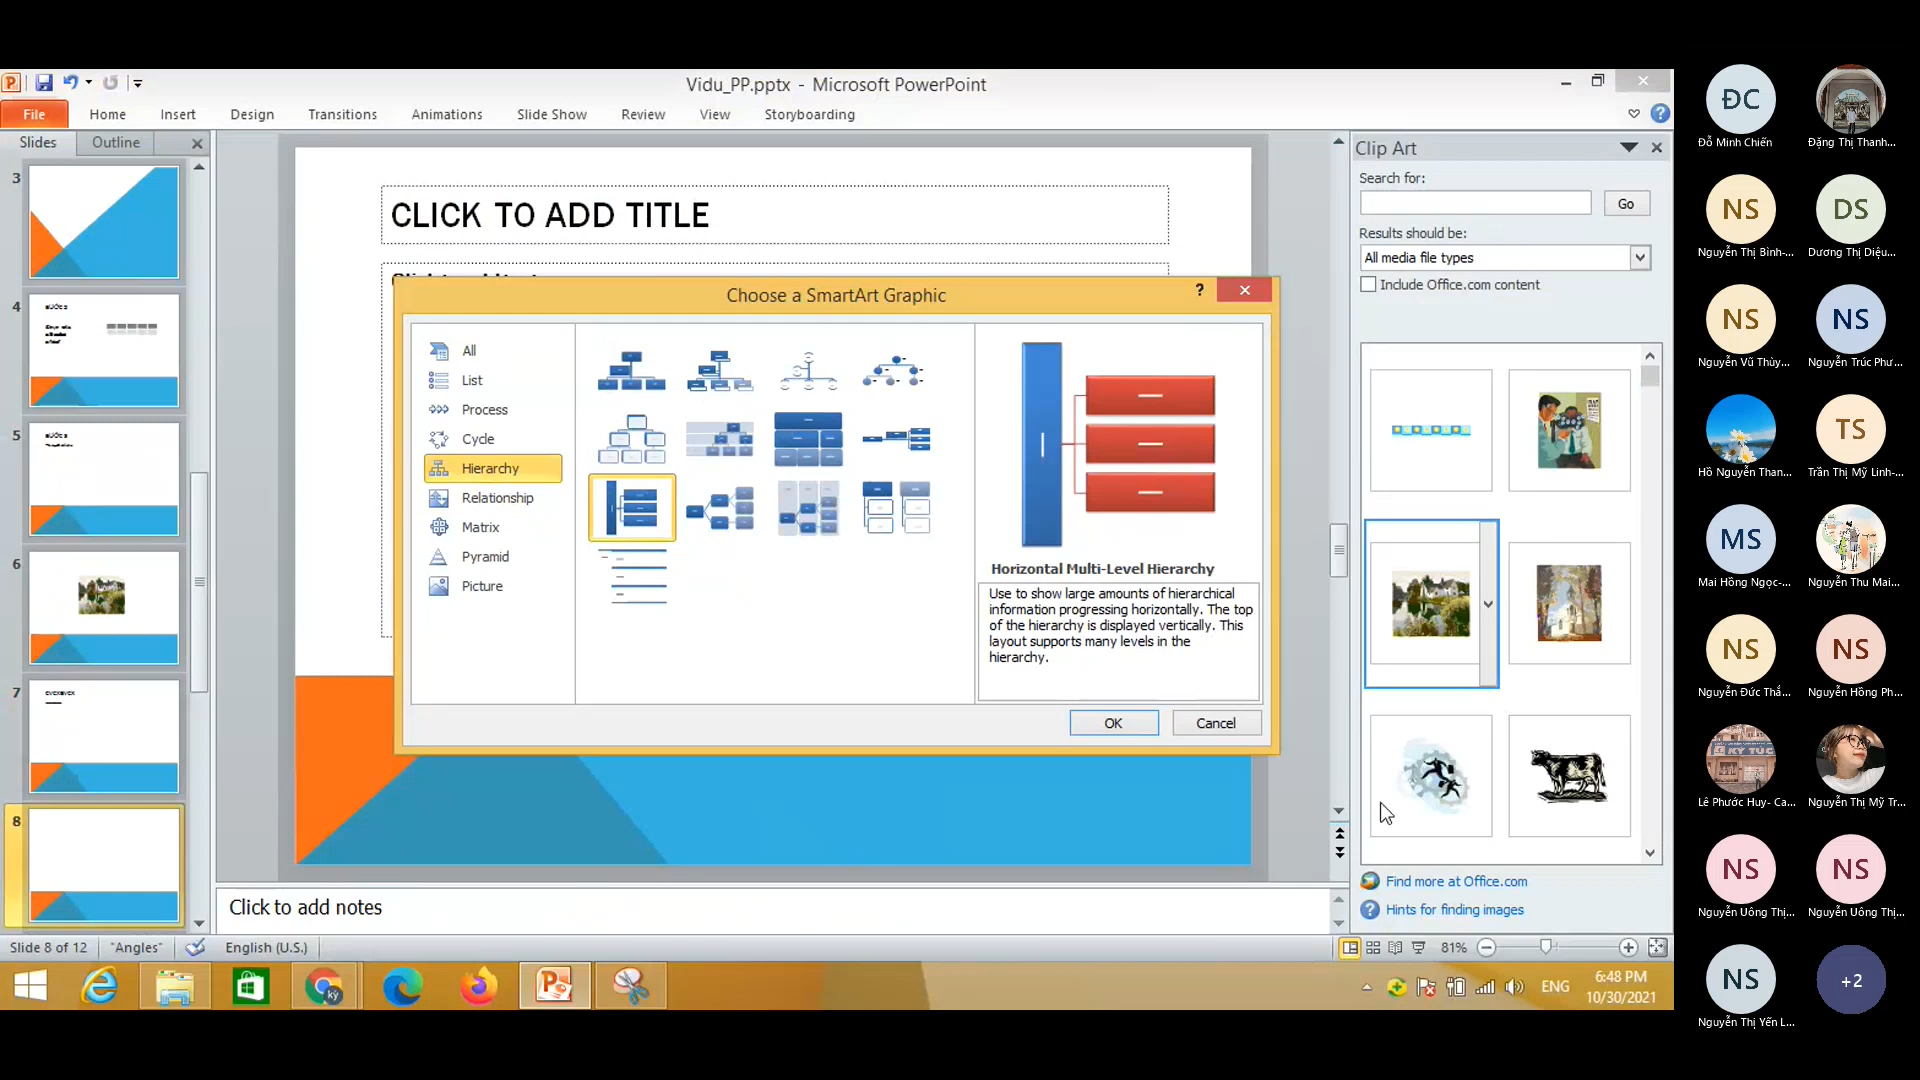 Vidu_PP.pptx - Microsoft PowerPoint
File Home Insert Design Transitions Animations Slide Show Review View Storyboarding
Slides Outline
3
4
5
6
7
8
CLICK TO ADD TITLE
Choose a SmartArt Graphic
All
List
Process
Cycle
Hierarchy
Relationship
Matrix
Pyramid
Picture
Horizontal Multi-Level Hierarchy
Use to show large amounts of hierarchical
information progressing horizontally. The top
of the hierarchy is displayed vertically. This
layout supports many levels in the
hierarchy.
OK Cancel
Click to add notes
Clip Art
Search for:
Go
Results should be:
All media file types
Include Office.com content
Find more at Office.com
Hints for finding images
Slide 8 of 12 "Angles" English (U.S.) 81%
ENG
6:48 PM
10/30/2021
ĐC
Đỗ Minh Chiến Đặng Thị Thanh...
NS DS
Nguyễn Thị Bình-... Dương Thị Diệu...
NS NS
Nguyễn Vũ Thùy... Nguyễn Trúc Phư...
TS
Hồ Nguyễn Than... Trần Thị Mỹ Linh-...
MS
Mai Hồng Ngọc-... Nguyễn Thu Mai...
NS NS
Nguyễn Đức Thắ... Nguyễn Hồng Ph...
Lê Phước Huy- Ca... Nguyễn Thị Mỹ Tr...
NS NS
Nguyễn Uông Thị... Nguyễn Uông Thị...
NS +2
Nguyễn Thị Yến L...